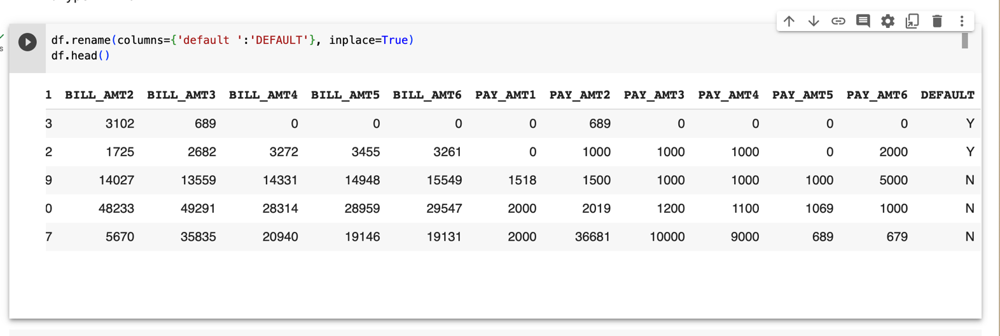 df.rename(columns={'default ':'DEFAULT'}, inplace=True)
df.head()
1 BILL_AMT2 BILL_AMT3 BILL_AMT4 BILL_AMT5 BILL_AMT6 PAY_AMT1 PAY_AMT2 PAY_AMT3 PAY_AMT4 PAY_AMT5 PAY_AMT6 DEFAULT
3 3102 689 0 0 0 0 689 0 0 0 0 Y
2 1725 2682 3272 3455 3261 0 1000 1000 1000 0 2000 Y
9 14027 13559 14331 14948 15549 1518 1500 1000 1000 1000 5000 N
0 48233 49291 28314 28959 29547 2000 2019 1200 1100 1069 1000 N
7 5670 35835 20940 19146 19131 2000 36681 10000 9000 689 679 N